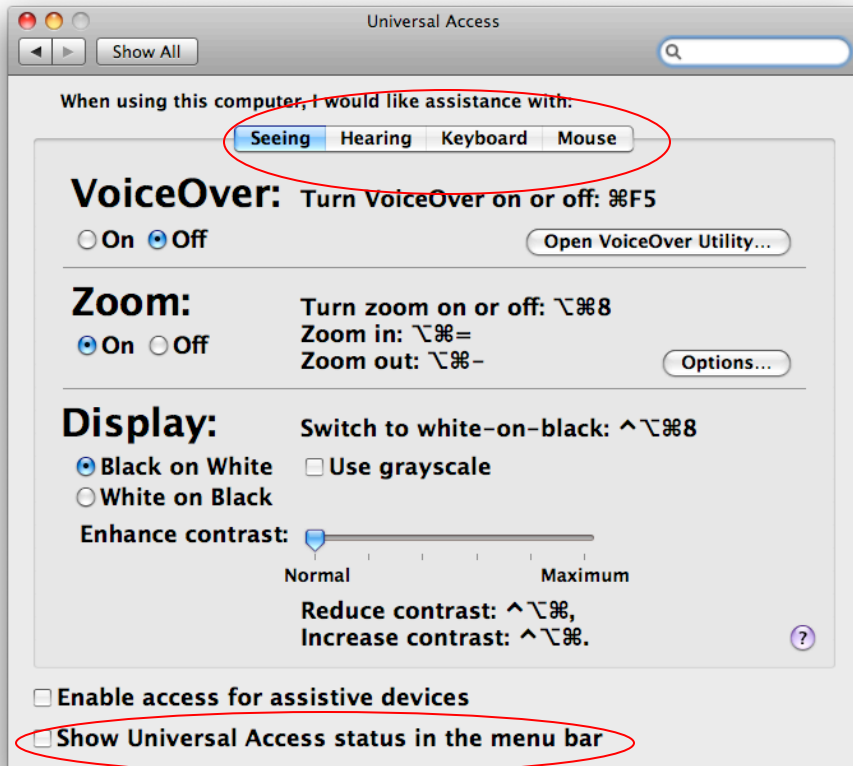 Universal Access
Show All
When using this computer, I would like assistance with:
Seeing Hearing Keyboard Mouse
VoiceOver: Turn VoiceOver on or off: ⌘F5
On Off Open VoiceOver Utility...
Zoom: Turn zoom on or off: ⌥⌘8
Zoom in: ⌥⌘=
On Off
Zoom out: ⌥⌘-
Options...
Display: Switch to white-on-black: ^⌥⌘8
Black on White Use grayscale
White on Black
Enhance contrast:
Normal Maximum
Reduce contrast: ^⌥⌘,
Increase contrast: ^⌥⌘.
?
Enable access for assistive devices
Show Universal Access status in the menu bar